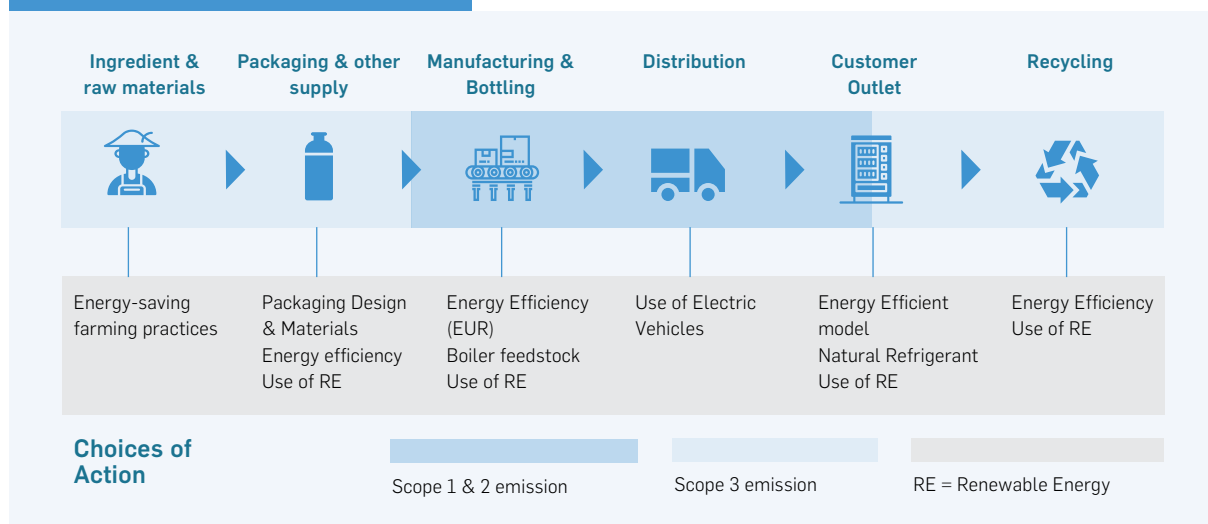 Ingredient &
raw materials
Packaging & other
supply
Manufacturing &
Bottling
Distribution
Customer
Outlet
Recycling
Energy-saving
farming practices
Packaging Design
& Materials
Energy efficiency
Use of RE
Energy Efficiency
(EUR)
Boiler feedstock
Use of RE
Use of Electric
Vehicles
Energy Efficient
model
Natural Refrigerant
Use of RE
Energy Efficiency
Use of RE
Choices of
Action
Scope 1 & 2 emission
Scope 3 emission
RE = Renewable Energy